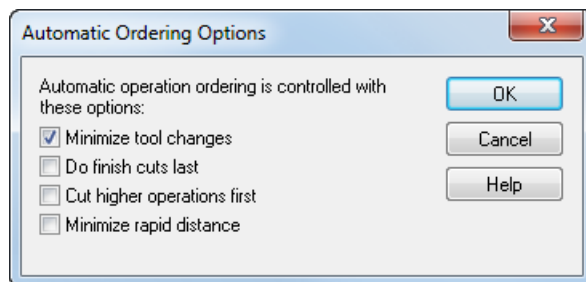 Automatic Ordering Options
Automatic operation ordering is controlled with
these options:
Minimize tool changes
Do finish cuts last
Cut higher operations first
Minimize rapid distance
OK
Cancel
Help